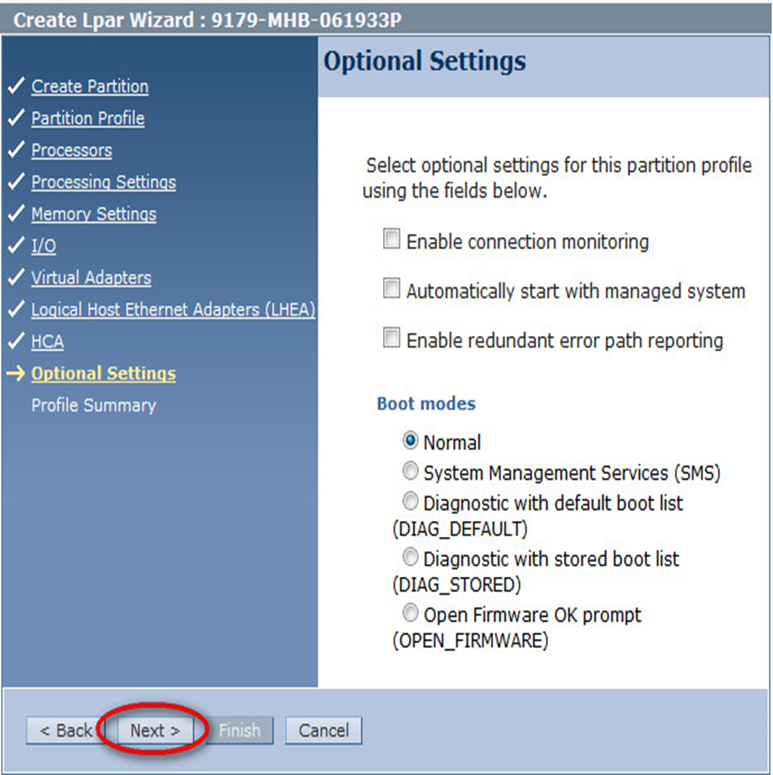 Create Lpar Wizard : 9179-MHB-061933P
Create Partition
Partition Profile
Processors
Processing Settings
Memory Settings
I/O
Virtual Adapters
Logical Host Ethernet Adapters (LHEA)
HCA
Optional Settings
Profile Summary
Optional Settings
Select optional settings for this partition profile
using the fields below.
Enable connection monitoring
Automatically start with managed system
Enable redundant error path reporting
Boot modes
Normal
System Management Services (SMS)
Diagnostic with default boot list
(DIAG_DEFAULT)
Diagnostic with stored boot list
(DIAG_STORED)
Open Firmware OK prompt
(OPEN_FIRMWARE)
< Back Next > Finish Cancel